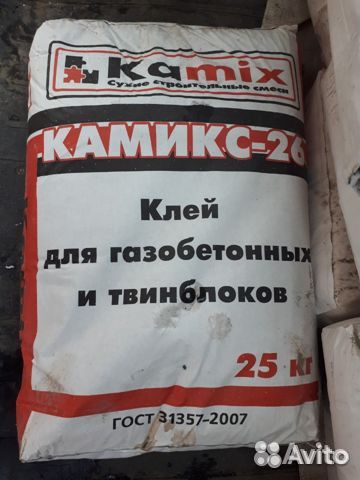 Kamix
Сухие строительные смеси
КАМИКС-26
Клей
для газобетонных
и твинблоков
25 кг
ГОСТ 31357-2007
Avito